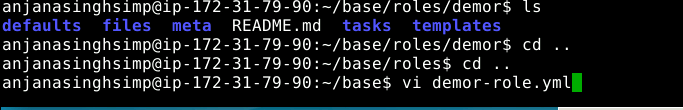 anjanasinghsimp@ip-172-31-79-90:~/base/roles/demor$ ls
defaults files meta README.md tasks templates
anjanasinghsimp@ip-172-31-79-90:~/base/roles/demor$ cd ..
anjanasinghsimp@ip-172-31-79-90:~/base/roles$ cd ..
anjanasinghsimp@ip-172-31-79-90:~/base$ vi demor-role.yml